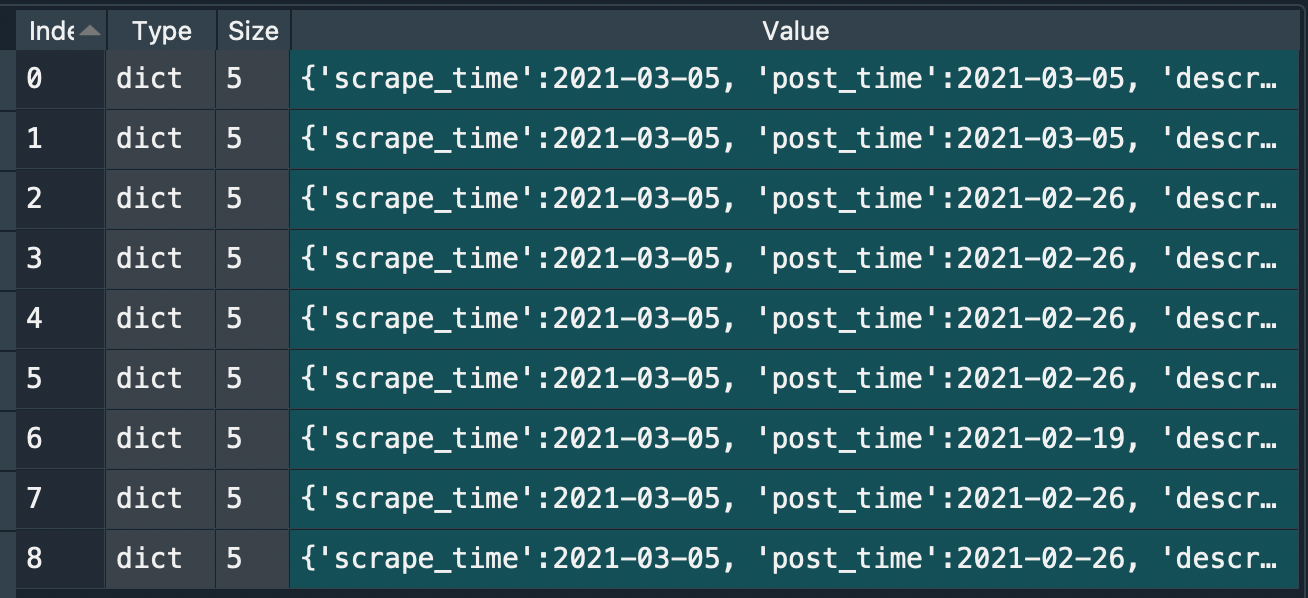 Inde Type Size Value
0 dict 5 {'scrape_time':2021-03-05, 'post_time':2021-03-05, 'descr…
1 dict 5 {'scrape_time':2021-03-05, 'post_time':2021-03-05, 'descr…
2 dict 5 {'scrape_time':2021-03-05, 'post_time':2021-02-26, 'descr…
3 dict 5 {'scrape_time':2021-03-05, 'post_time':2021-02-26, 'descr…
4 dict 5 {'scrape_time':2021-03-05, 'post_time':2021-02-26, 'descr…
5 dict 5 {'scrape_time':2021-03-05, 'post_time':2021-02-26, 'descr…
6 dict 5 {'scrape_time':2021-03-05, 'post_time':2021-02-19, 'descr…
7 dict 5 {'scrape_time':2021-03-05, 'post_time':2021-02-26, 'descr…
8 dict 5 {'scrape_time':2021-03-05, 'post_time':2021-02-26, 'descr…